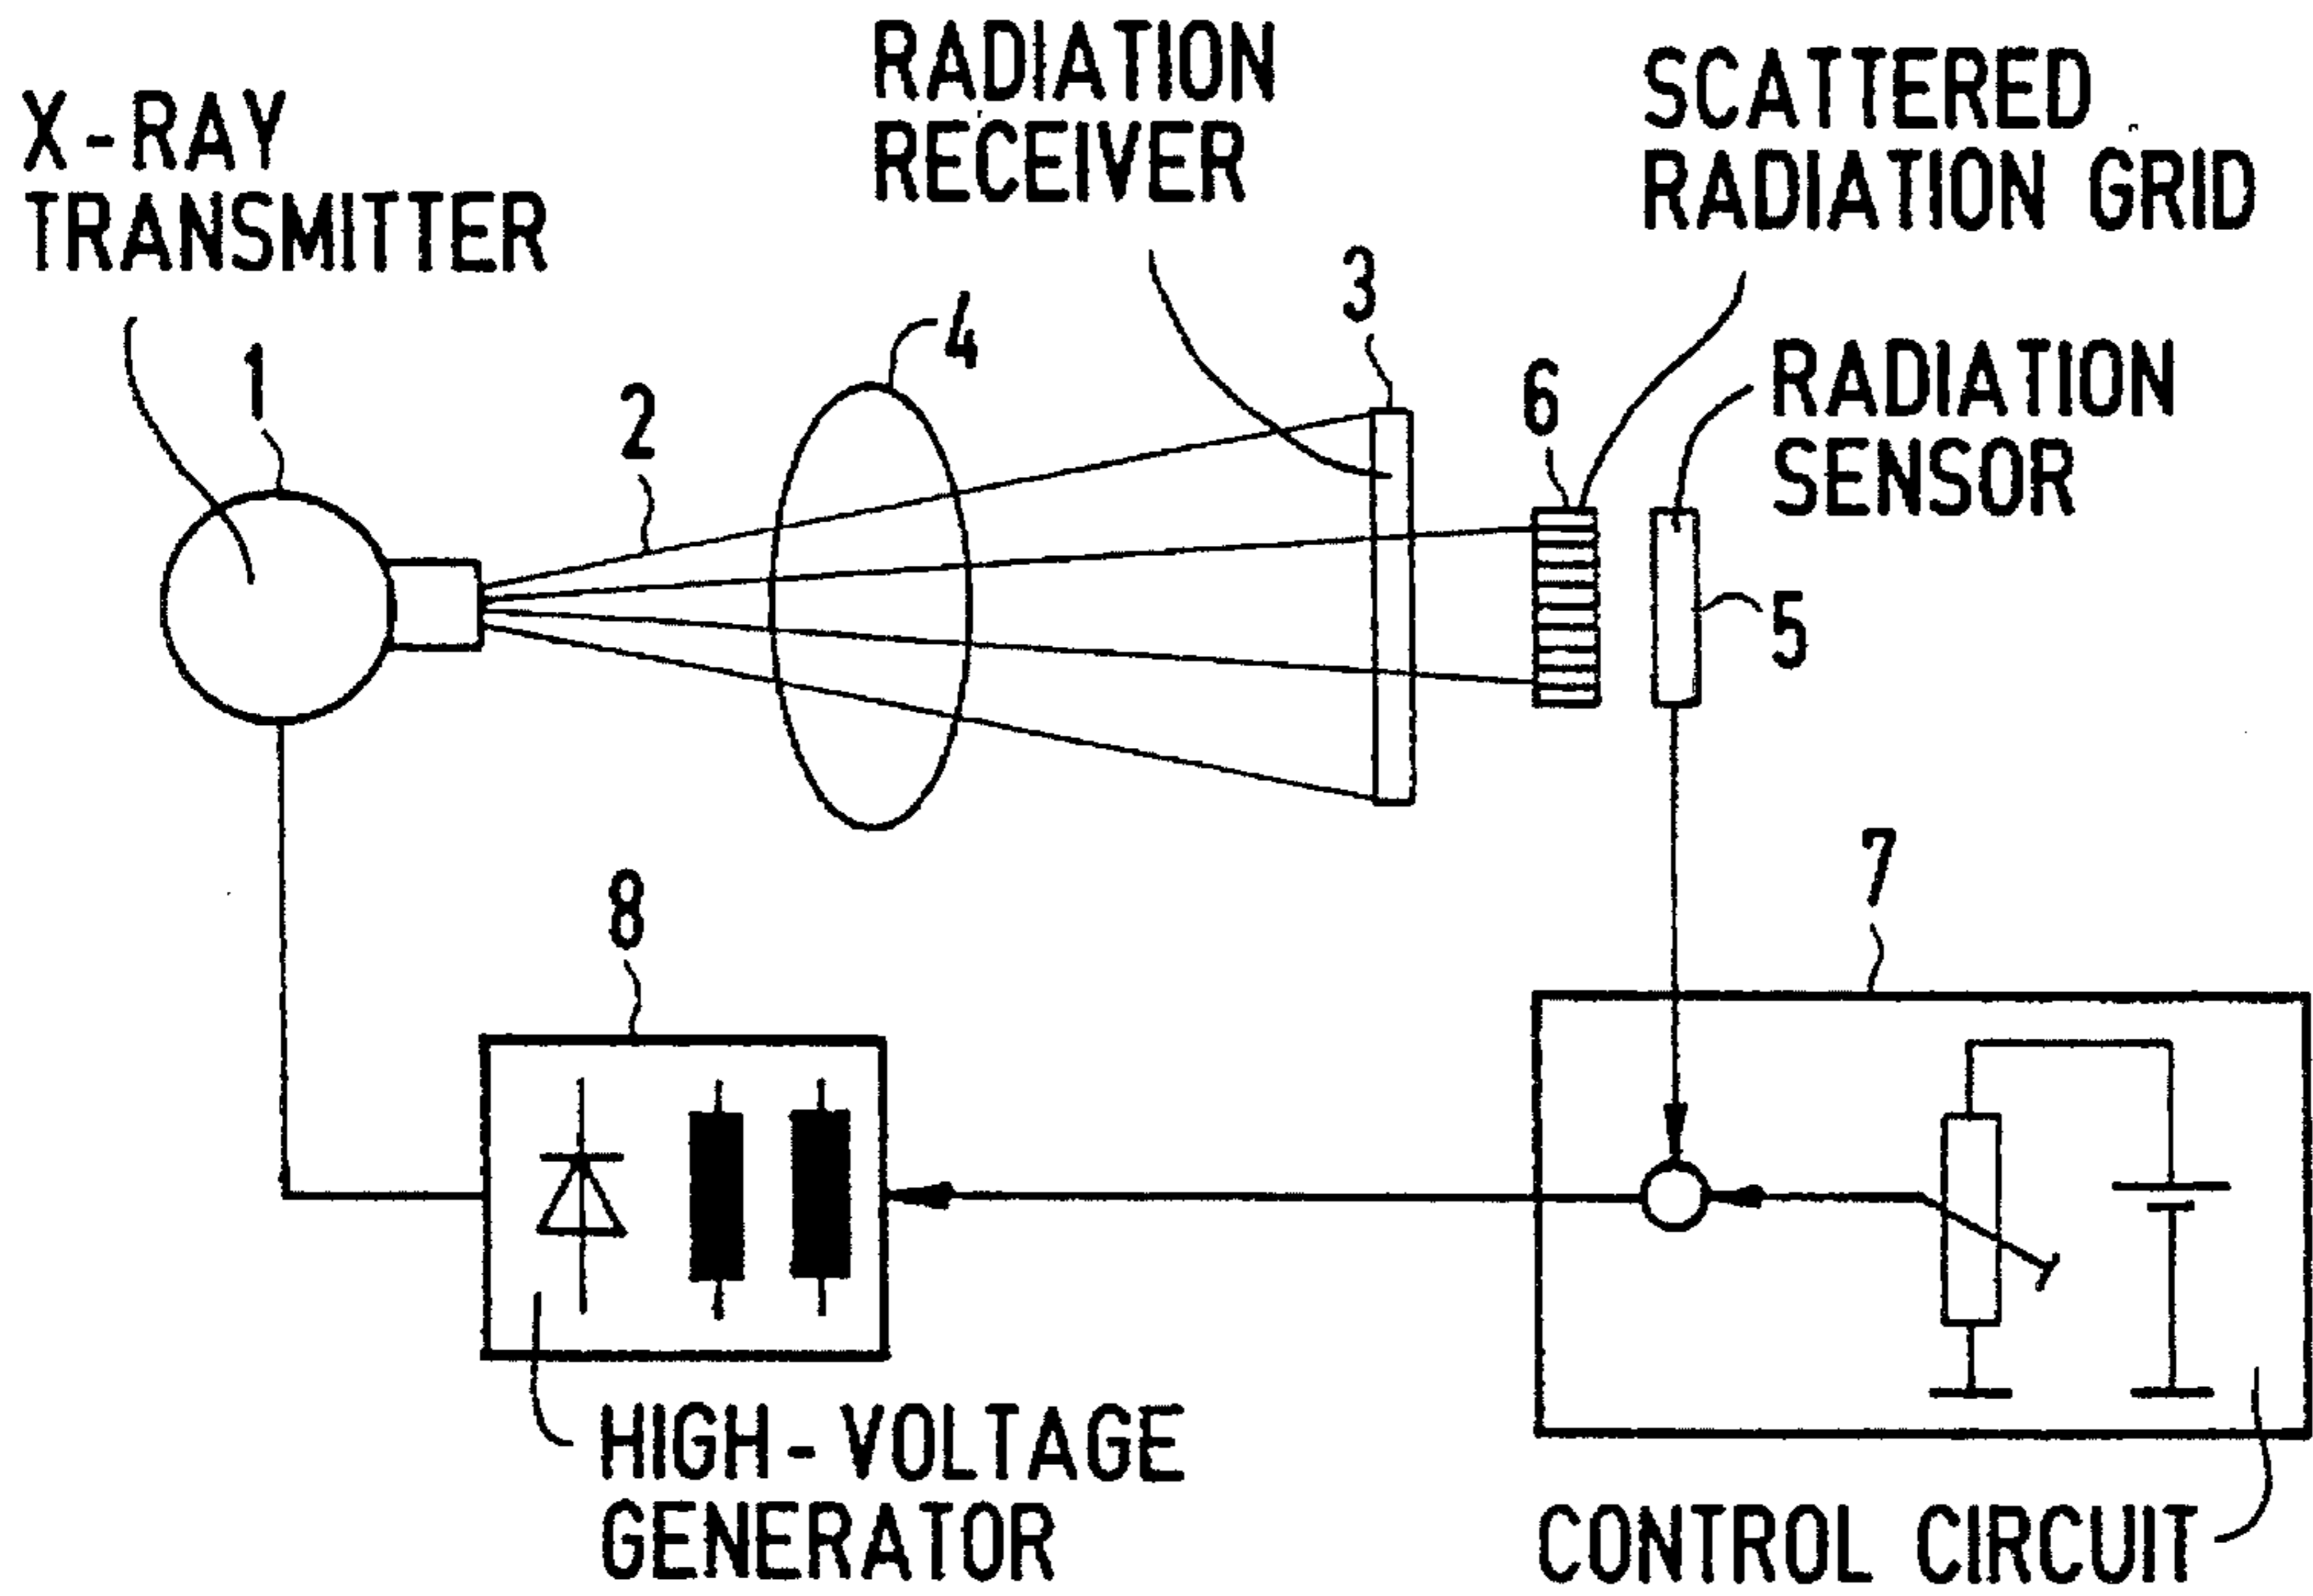 X-RAY
TRANSMITTER
RADIATION
RECEIVER
SCATTERED
RADIATION GRID
RADIATION
SENSOR
1
2
4
3
6
5
7
8
HIGH-VOLTAGE
GENERATOR
CONTROL CIRCUIT